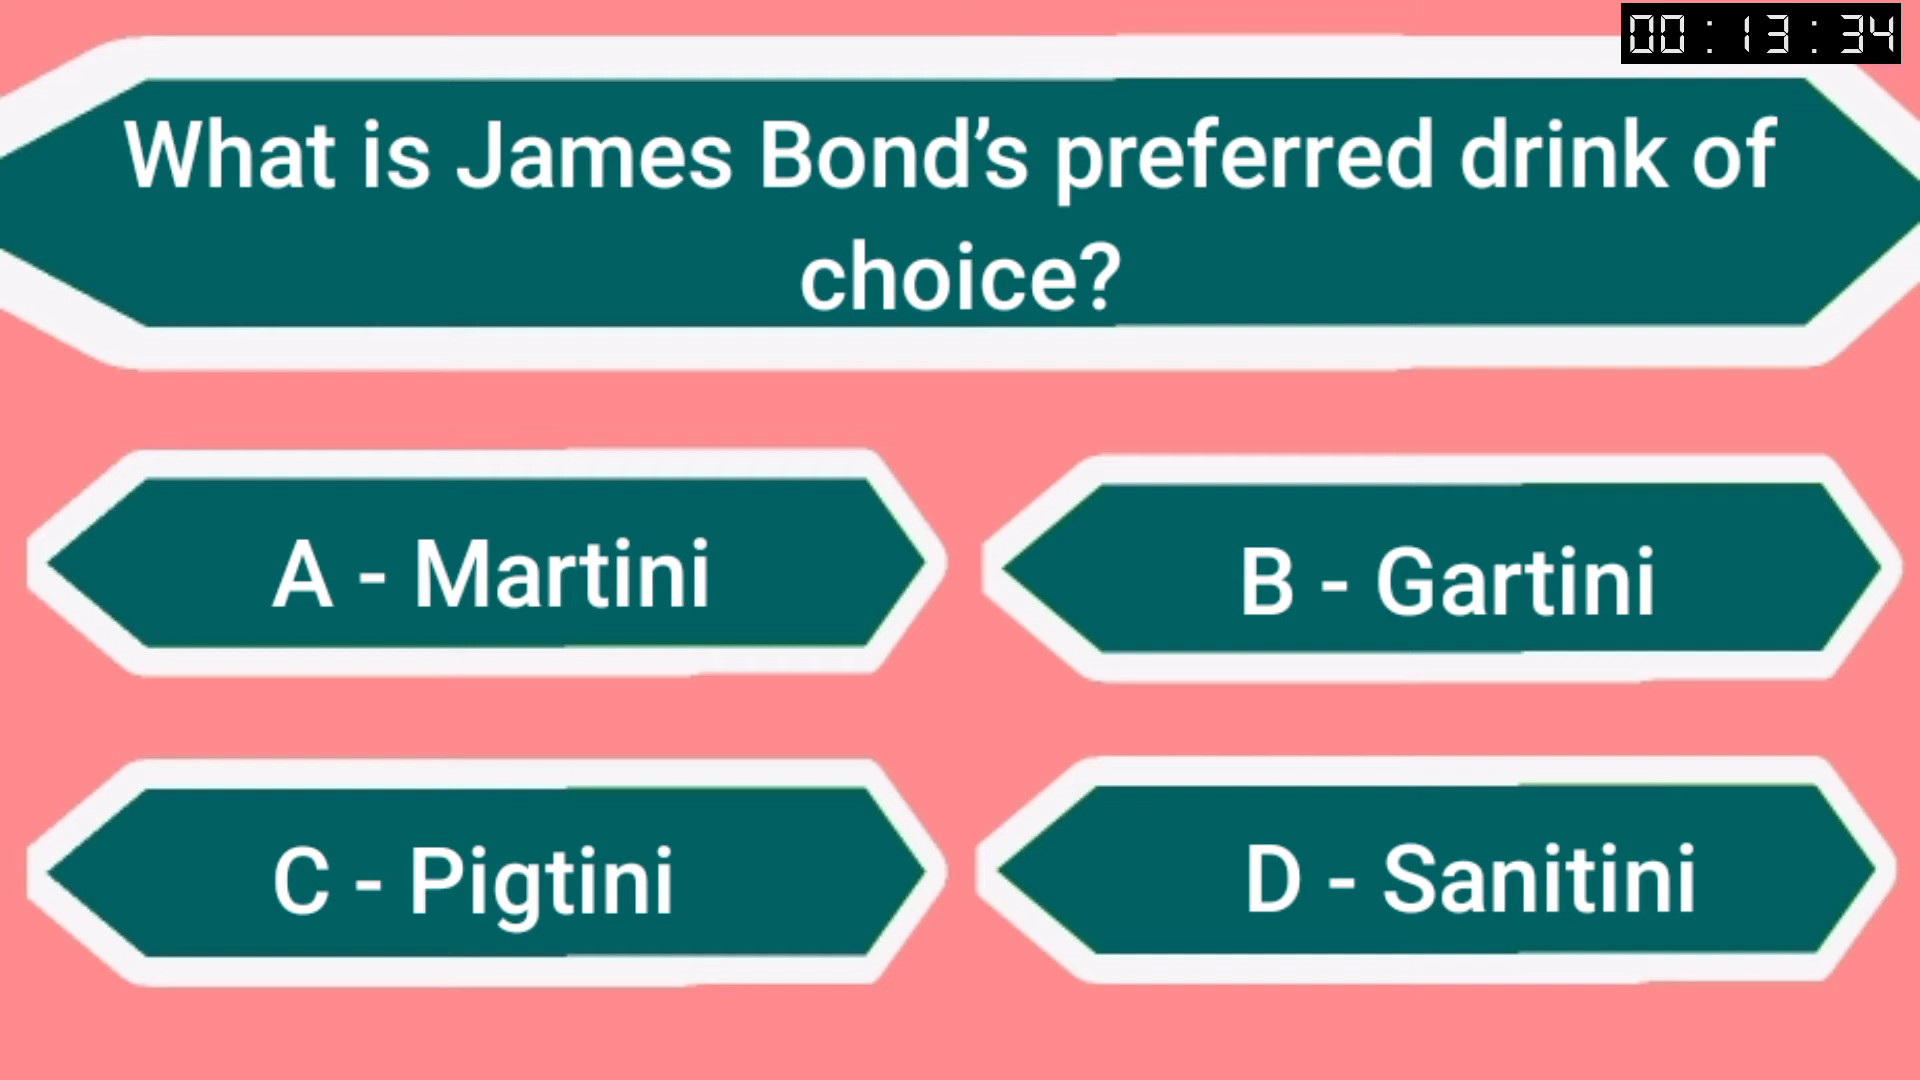 00:13:34
What is James Bond’s preferred drink of
choice?
A - Martini
B - Gartini
C - Pigtini
D - Sanitini